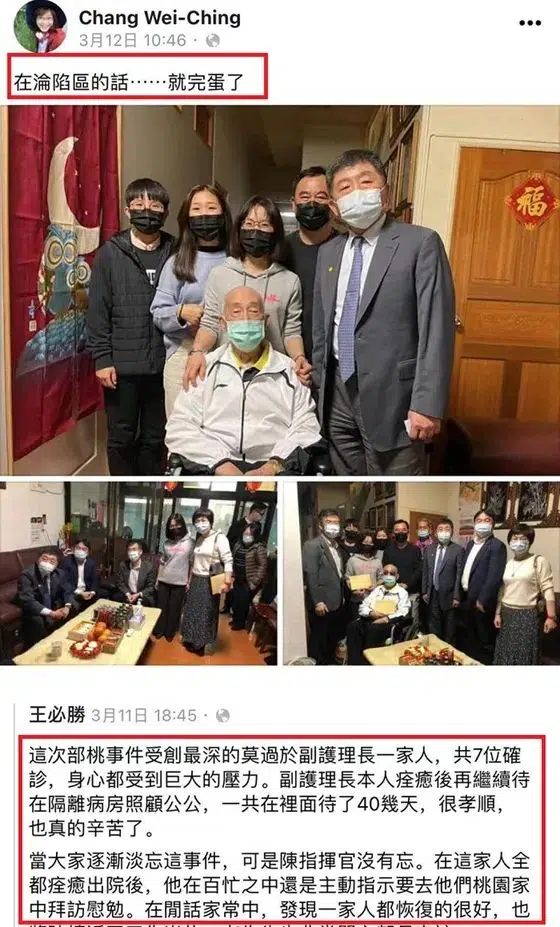 Chang Wei-Ching
3月12日 10:46
在淪陷區的話⋯⋯就完蛋了
福
王必勝 3月11日 18:45
這次部桃事件受創最深的莫過於副護理長一家人，共7位確
診，身心都受到巨大的壓力。副護理長本人痊癒後再繼續待
在隔離病房照顧公公，一共在裡面待了40幾天，很孝順，
也真的辛苦了。
當大家逐漸淡忘這事件，可是陳指揮官沒有忘。在這家人全
都痊癒出院後，他在百忙之中還是主動指示要去他們桃園家
中拜訪慰勉。在閒話家常中，發現一家人都恢復的很好，也